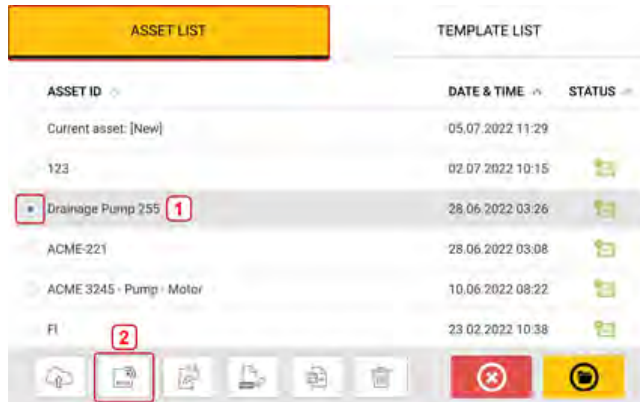 ASSET LIST TEMPLATE LIST
ASSET ID DATE & TIME STATUS
Current asset: [New] 05.07.2022 11:29
123 02.07.2022 10:15
Drainage Pump 255 1 28.06.2022 03:26
ACME-221 28.06.2022 03:08
ACME 3245 - Pump - Motor 10.06.2022 08:22
FI 23.02.2022 10:38
2